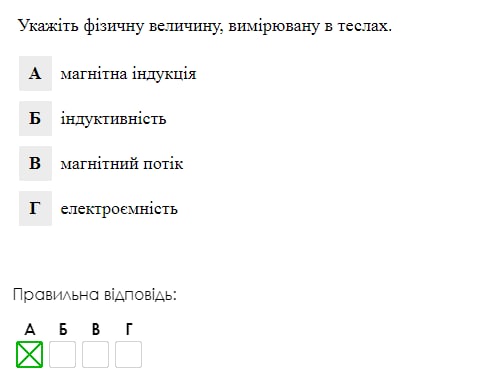 Укажіть фізичну величину, вимірювану в теслах.
А магнітна індукція
Б індуктивність
В магнітний потік
Г електроємність
Правильна відповідь:
А Б В Г